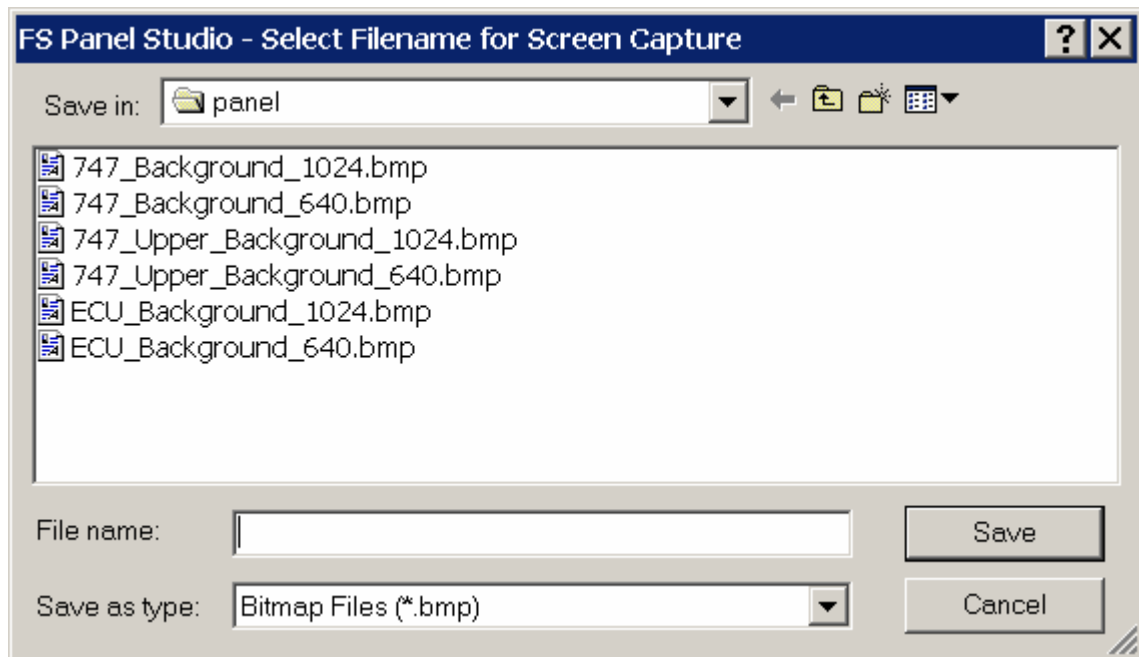 FS Panel Studio - Select Filename for Screen Capture
Save in: panel
747_Background_1024.bmp
747_Background_640.bmp
747_Upper_Background_1024.bmp
747_Upper_Background_640.bmp
ECU_Background_1024.bmp
ECU_Background_640.bmp
File name: Save
Save as type: Bitmap Files (*.bmp) Cancel